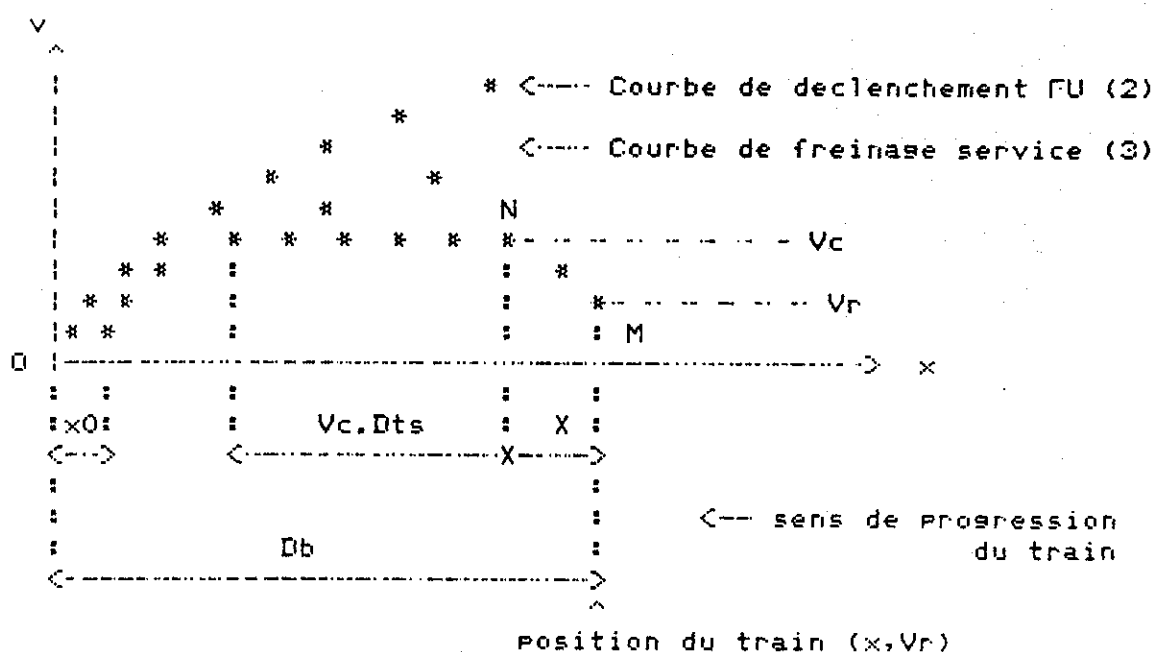 v
Courbe de declenchement FU (2)
Courbe de freinage service (3)
N
Vc
Vr
M
0
x
x0
Vc.Dts
X
X
<-- sens de progression
Db
du train
position du train (x,Vr)